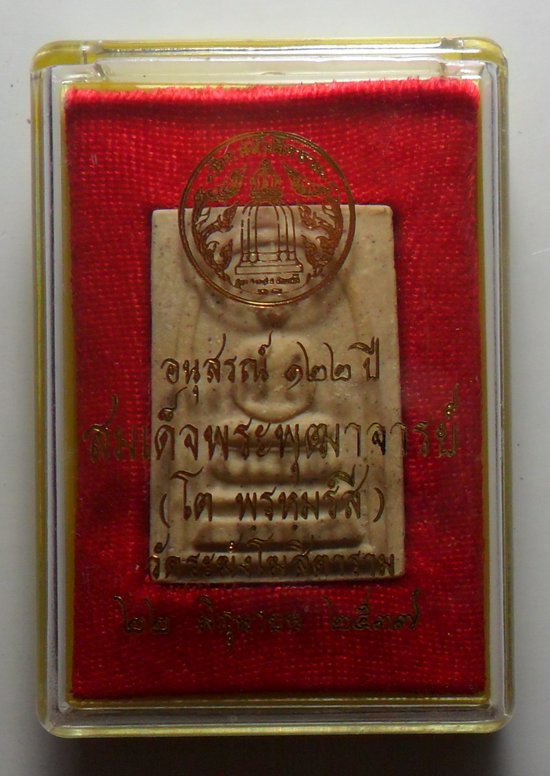 อนุสรณ์ ๑๒๒ ปี
สมเด็จพระพุฒาจารย์
(โต พฺรหฺมรํสี)
วัดระฆังโฆสิตาราม
๒๒ มิถุนายน ๒๕๓๗